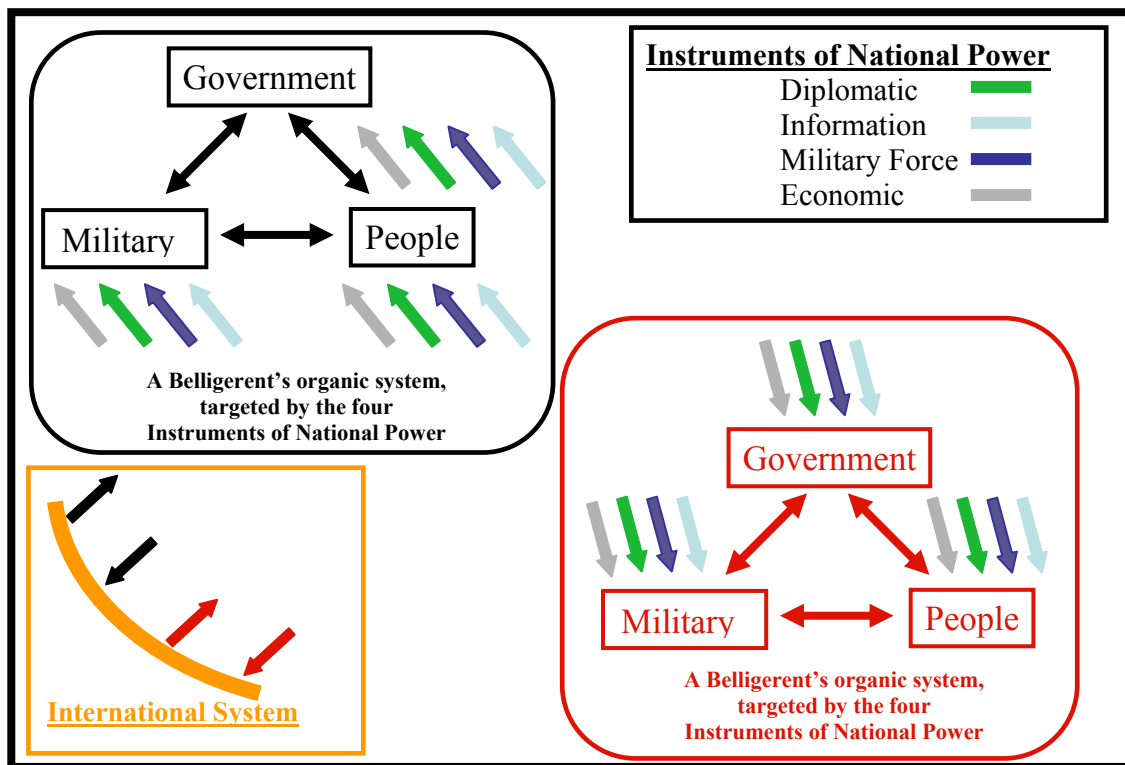 Government
Military
People
A Belligerent’s organic system,
targeted by the four
Instruments of National Power
Instruments of National Power
Diplomatic
Information
Military Force
Economic
International System
Government
Military
People
A Belligerent’s organic system,
targeted by the four
Instruments of National Power